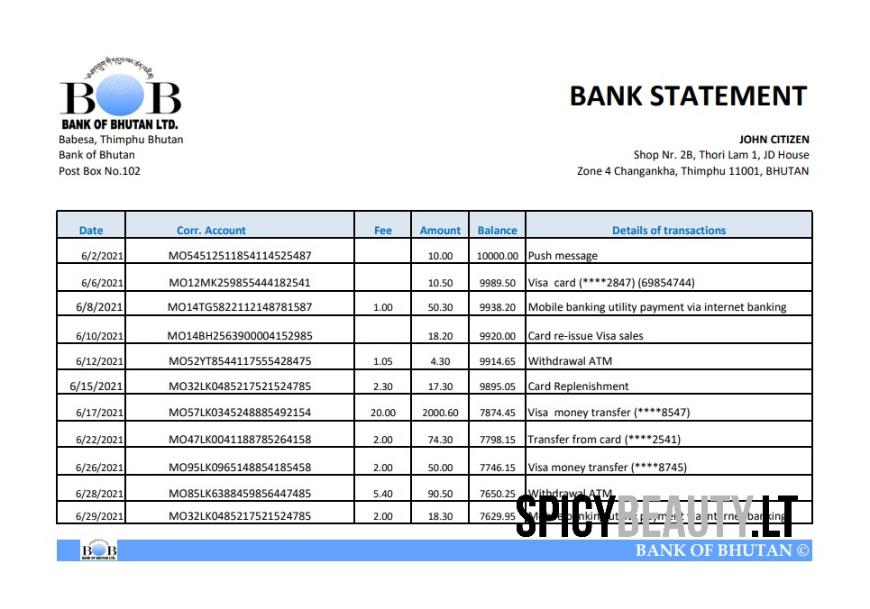 BOB
BANK OF BHUTAN LTD.
Babesa, Thimphu Bhutan
Bank of Bhutan
Post Box No.102
BANK STATEMENT
JOHN CITIZEN
Shop Nr. 2B, Thori Lam 1, JD House
Zone 4 Changankha, Thimphu 11001, BHUTAN
Date Corr. Account Fee Amount Balance Details of transactions
6/2/2021 MO54512511854114525487 10.00 10000.00 Push message
6/6/2021 MO12MK259855444182541 10.50 9989.50 Visa card (****2847) (69854744)
6/8/2021 MO14TG5822112148781587 1.00 50.30 9938.20 Mobile banking utility payment via internet banking
6/10/2021 MO14BH2563900004152985 18.20 9920.00 Card re-issue Visa sales
6/12/2021 MO52YT8544117555428475 1.05 4.30 9914.65 Withdrawal ATM
6/15/2021 MO32LK0485217521524785 2.30 17.30 9895.05 Card Replenishment
6/17/2021 MO57LK0345248885492154 20.00 2000.60 7874.45 Visa money transfer (****8547)
6/22/2021 MO47LK0041188785264158 2.00 74.30 7798.15 Transfer from card (****2541)
6/26/2021 MO95LK0965148854185458 2.00 50.00 7746.15 Visa money transfer (****8745)
6/28/2021 MO85LK6388459856447485 5.40 90.50 7650.25 Withdrawal ATM
6/29/2021 MO32LK0485217521524785 2.00 18.30 7629.95 Mobile banking utility payment via internet banking
SPICYBEAUTY.LT
BOB BANK OF BHUTAN ©